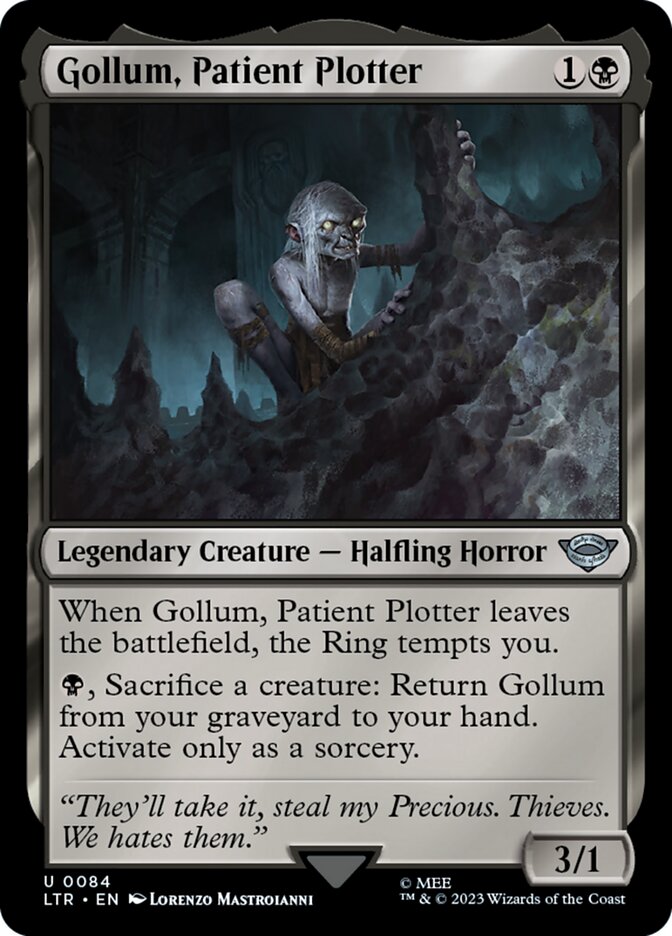 Gollum, Patient Plotter 1
Legendary Creature — Halfling Horror
When Gollum, Patient Plotter leaves
the battlefield, the Ring tempts you.
, Sacrifice a creature: Return Gollum
from your graveyard to your hand.
Activate only as a sorcery.
“They’ll take it, steal my Precious. Thieves.
We hates them.”
3/1
U 0084
LTR • EN Lorenzo Mastroianni
© MEE
™ & © 2023 Wizards of the Coast